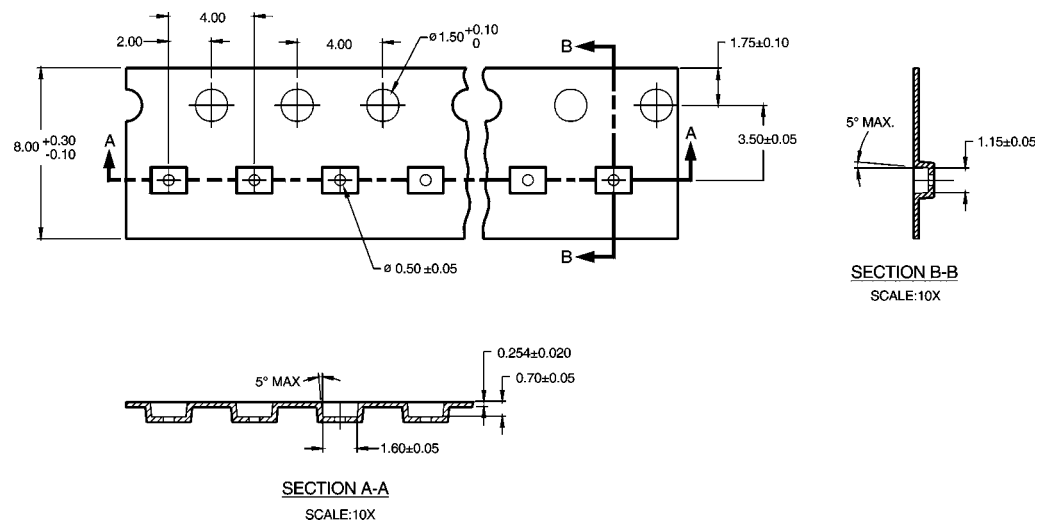 4.00
2.00
4.00
ø1.50 +0.10
0
B
1.75±0.10
8.00 +0.30
-0.10
A
A
3.50±0.05
5° MAX.
1.15±0.05
B
ø 0.50±0.05
SECTION B-B
SCALE:10X
0.254±0.020
5° MAX
0.70±0.05
1.60±0.05
SECTION A-A
SCALE:10X